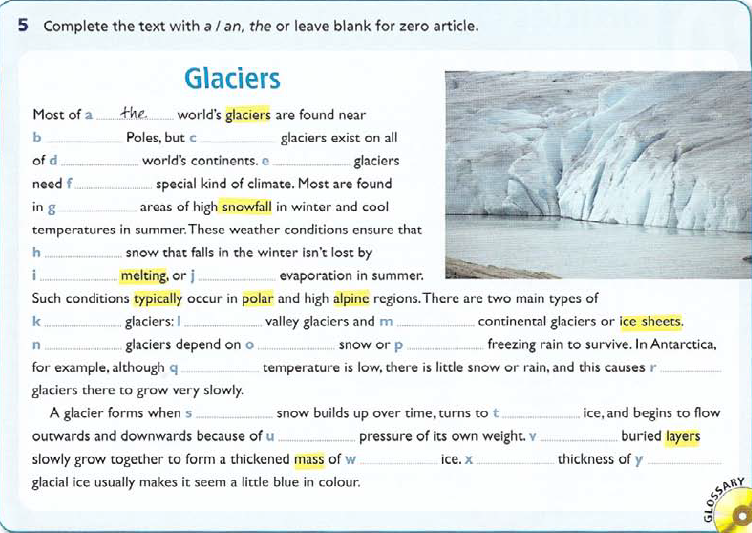 5 Complete the text with a / an, the or leave blank for zero article.
Glaciers
Most of a ....the.... world's glaciers are found near
b .................... Poles, but c .................... glaciers exist on all
of d .................... world's continents. e .................... glaciers
need f .................... special kind of climate. Most are found
in g .................... areas of high snowfall in winter and cool
temperatures in summer. These weather conditions ensure that
h .................... snow that falls in the winter isn't lost by
i .................... melting, or j .................... evaporation in summer.
Such conditions typically occur in polar and high alpine regions. There are two main types of
k .................... glaciers: l .................... valley glaciers and m .................... continental glaciers or ice sheets.
n .................... glaciers depend on o .................... snow or p .................... freezing rain to survive. In Antarctica,
for example, although q .................... temperature is low, there is little snow or rain, and this causes r ....................
glaciers there to grow very slowly.
A glacier forms when s .................... snow builds up over time, turns to t .................... ice, and begins to flow
outwards and downwards because of u .................... pressure of its own weight. v .................... buried layers
slowly grow together to form a thickened mass of w .................... ice. x .................... thickness of y ....................
glacial ice usually makes it seem a little blue in colour.
GLOSSARY